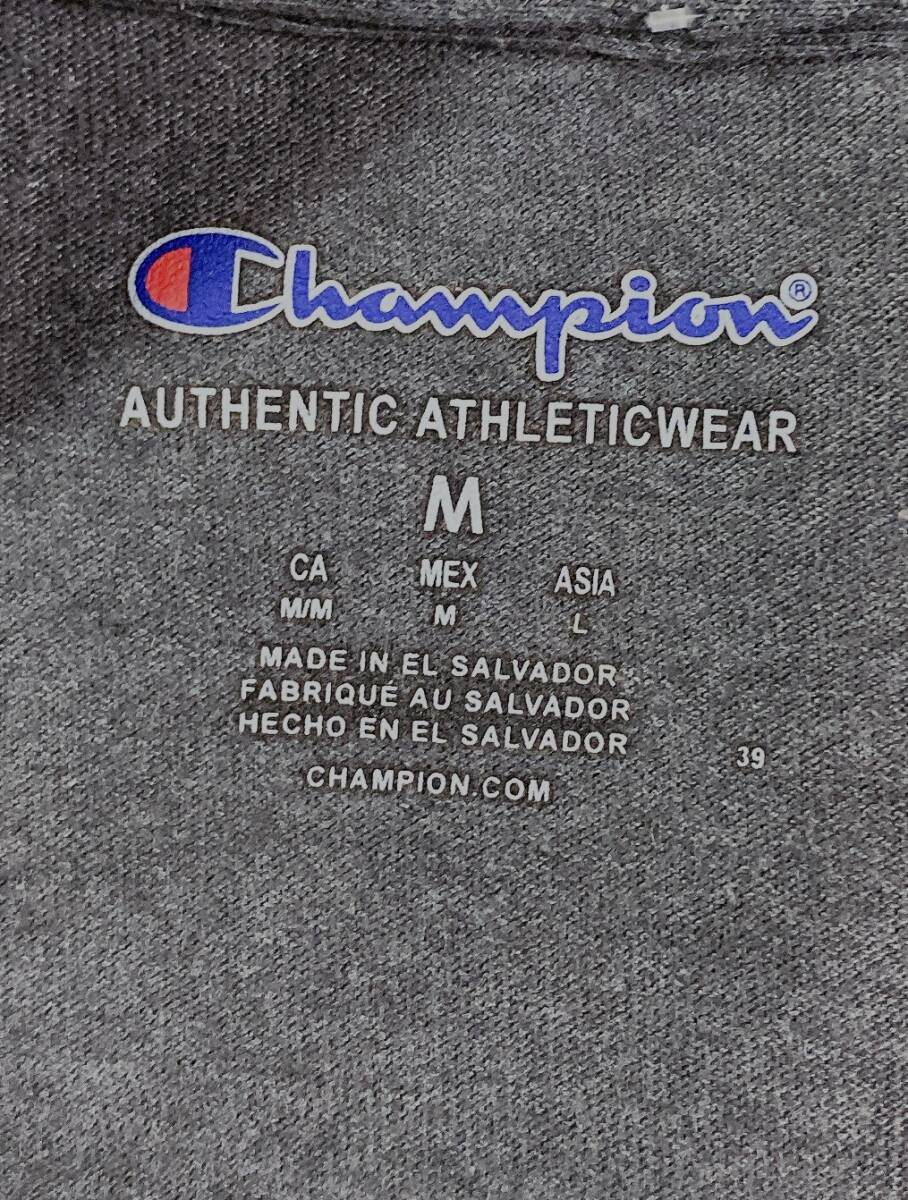 Champion®
AUTHENTIC ATHLETICWEAR
M
CA MEX ASIA
M/M M L
MADE IN EL SALVADOR
FABRIQUÉ AU SALVADOR
HECHO EN EL SALVADOR
39
CHAMPION.COM